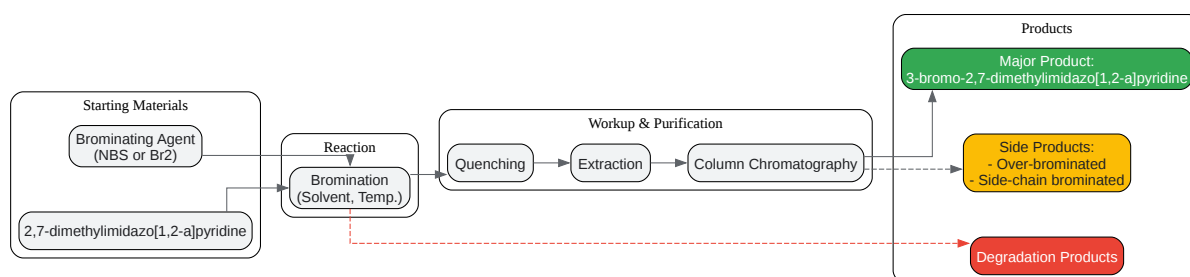 Starting Materials
Brominating Agent
(NBS or Br2)
2,7-dimethylimidazo[1,2-a]pyridine
Reaction
Bromination
(Solvent, Temp.)
Workup & Purification
Quenching
Extraction
Column Chromatography
Products
Major Product:
3-bromo-2,7-dimethylimidazo[1,2-a]pyridine
Side Products:
- Over-brominated
- Side-chain brominated
Degradation Products